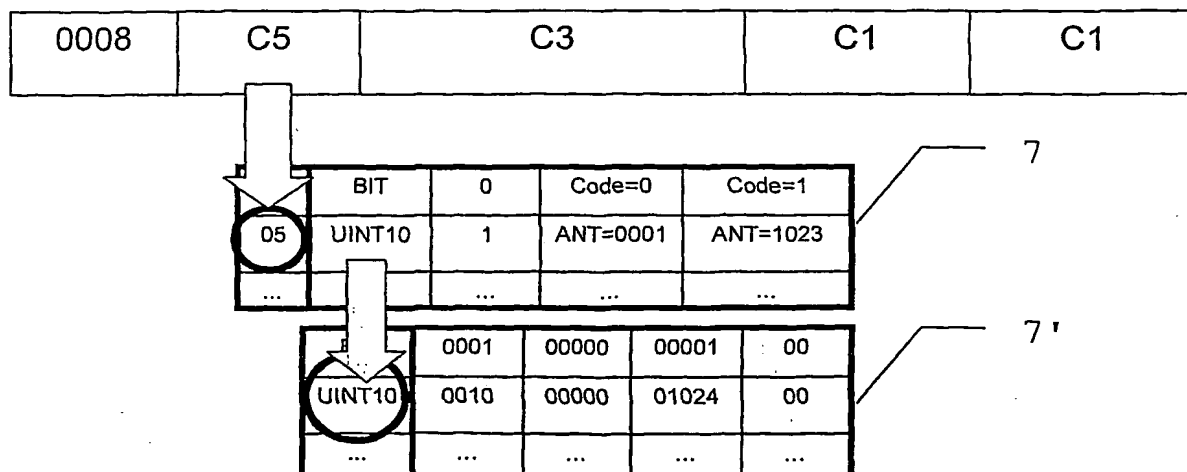 0008 C5 C3 C1 C1
7
BIT 0 Code=0 Code=1
05 UINT10 1 ANT=0001 ANT=1023
... ... ... ...
7'
... 0001 00000 00001 00
UINT10 0010 00000 01024 00
... ... ... ... ...